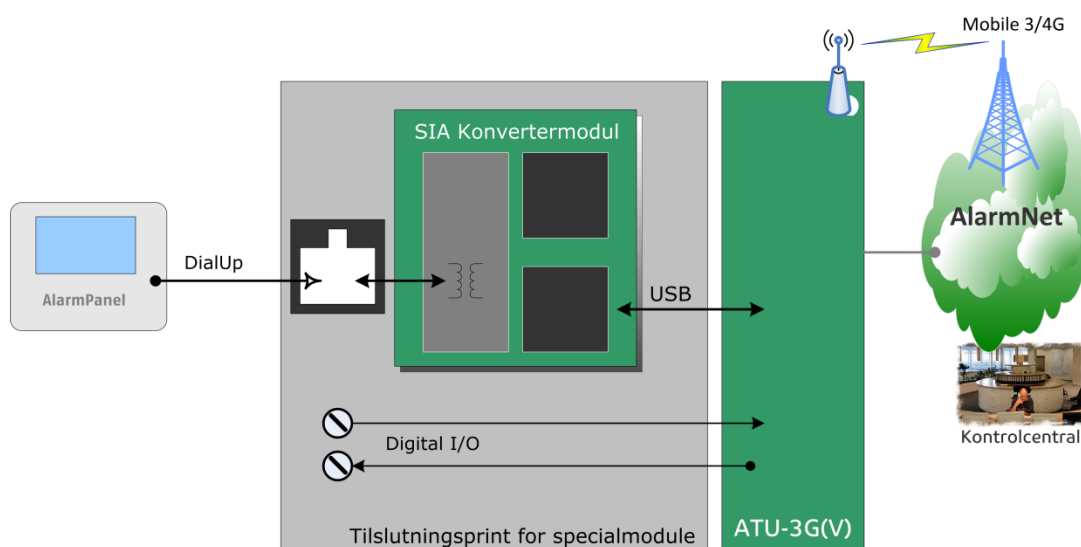 Mobile 3/4G
SIA Konvertermodul
AlarmNet
DialUp
AlarmPanel
USB
Digital I/O
Kontrolcentral
Tilslutningsprint for specialmodule
ATU-3G(V)